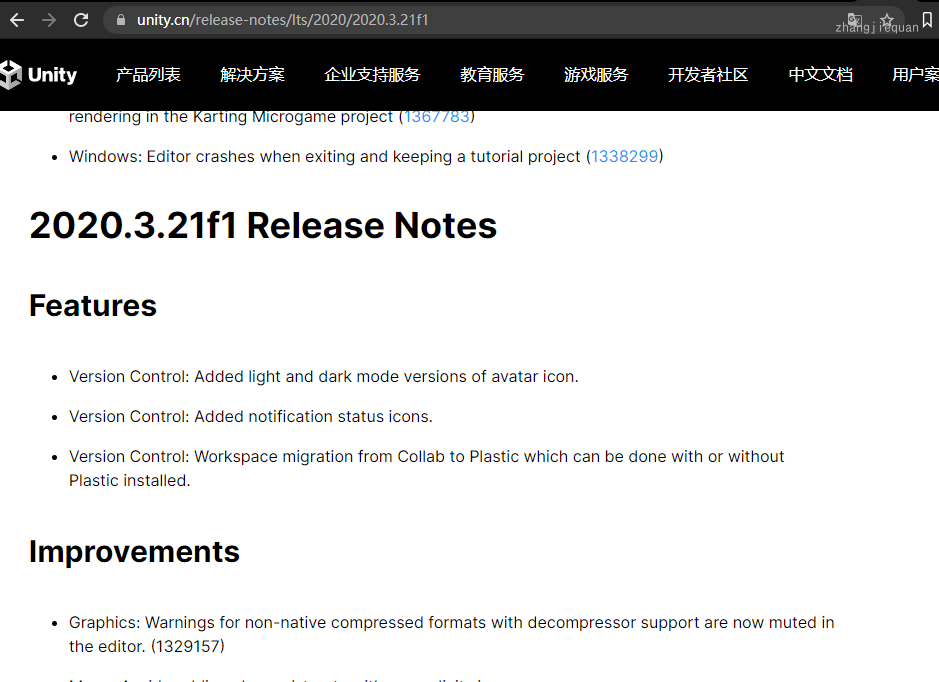 unity.cn/release-notes/lts/2020/2020.3.21f1
zhangjiequan
Unity 产品列表 解决方案 企业支持服务 教育服务 游戏服务 开发者社区 中文文档 用户案
rendering in the Karting Microgame project (1367783)
• Windows: Editor crashes when exiting and keeping a tutorial project (1338299)
2020.3.21f1 Release Notes
Features
• Version Control: Added light and dark mode versions of avatar icon.
• Version Control: Added notification status icons.
• Version Control: Workspace migration from Collab to Plastic which can be done with or without
Plastic installed.
Improvements
• Graphics: Warnings for non-native compressed formats with decompressor support are now muted in
the editor. (1329157)